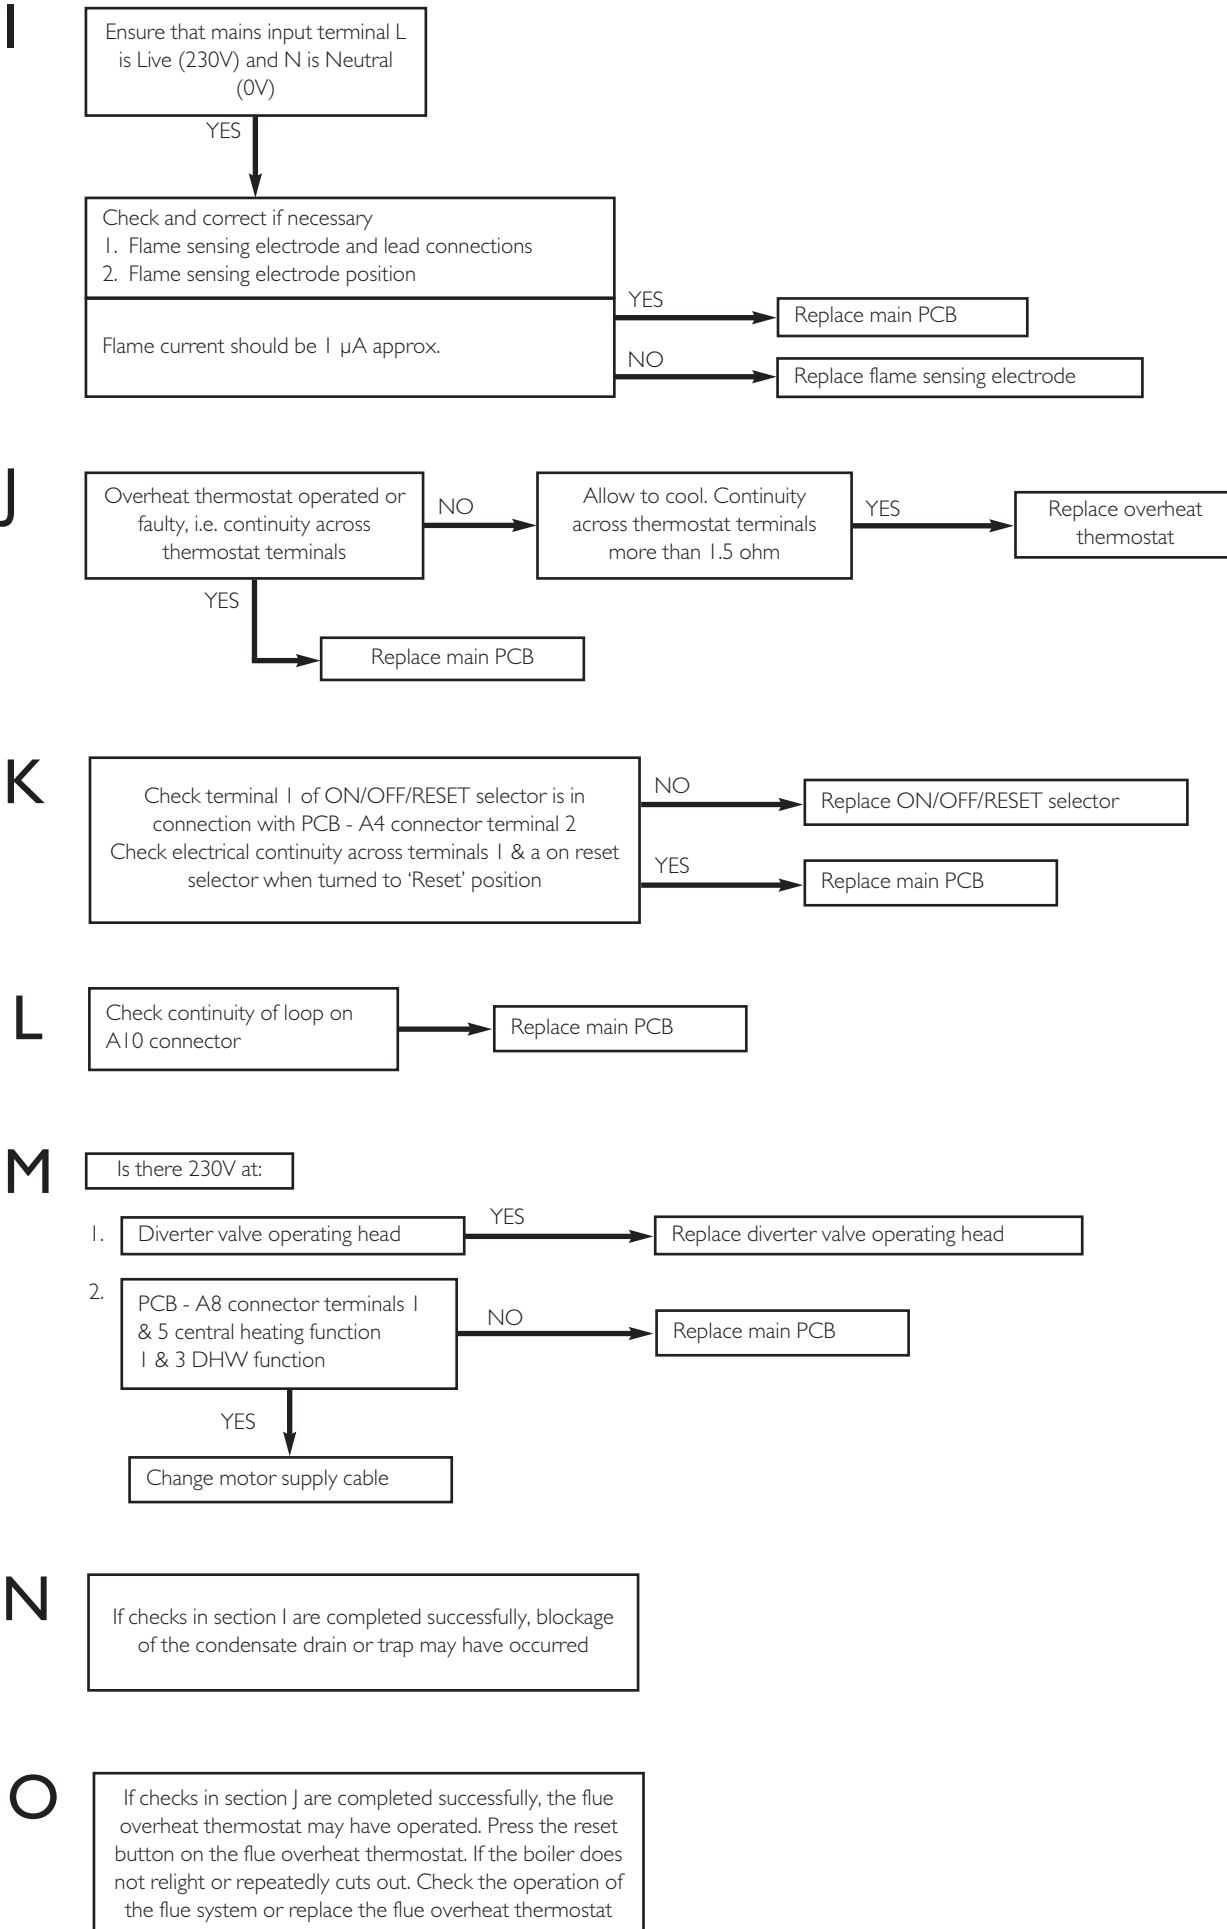 I
Ensure that mains input terminal L
is Live (230V) and N is Neutral
(0V)
YES
Check and correct if necessary
1. Flame sensing electrode and lead connections
2. Flame sensing electrode position
Flame current should be 1 µA approx.
YES
Replace main PCB
NO
Replace flame sensing electrode
J
Overheat thermostat operated or
faulty, i.e. continuity across
thermostat terminals
NO
Allow to cool. Continuity
across thermostat terminals
more than 1.5 ohm
YES
Replace overheat
thermostat
YES
Replace main PCB
K
Check terminal 1 of ON/OFF/RESET selector is in
connection with PCB - A4 connector terminal 2
Check electrical continuity across terminals 1 & a on reset
selector when turned to ‘Reset’ position
NO
Replace ON/OFF/RESET selector
YES
Replace main PCB
L
Check continuity of loop on
A10 connector
Replace main PCB
M
Is there 230V at:
1. Diverter valve operating head
YES
Replace diverter valve operating head
2.
PCB - A8 connector terminals 1
& 5 central heating function
1 & 3 DHW function
NO
Replace main PCB
YES
Change motor supply cable
N
If checks in section I are completed successfully, blockage
of the condensate drain or trap may have occurred
O
If checks in section J are completed successfully, the flue
overheat thermostat may have operated. Press the reset
button on the flue overheat thermostat. If the boiler does
not relight or repeatedly cuts out. Check the operation of
the flue system or replace the flue overheat thermostat